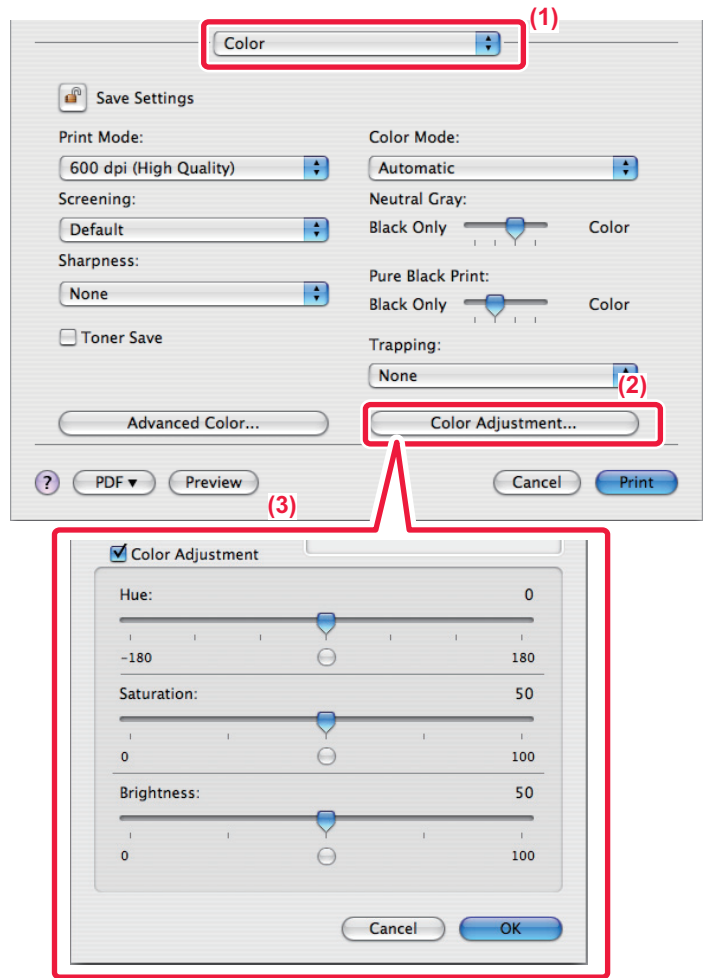 (1)
Color
Save Settings
Print Mode:
600 dpi (High Quality)
Screening:
Default
Sharpness:
None
Toner Save
Color Mode:
Automatic
Neutral Gray:
Black Only Color
Pure Black Print:
Black Only Color
Trapping:
None
(2)
Advanced Color... Color Adjustment...
? PDF▼ Preview Cancel Print
(3)
Color Adjustment
Hue: 0
-180 180
Saturation: 50
0 100
Brightness: 50
0 100
Cancel OK